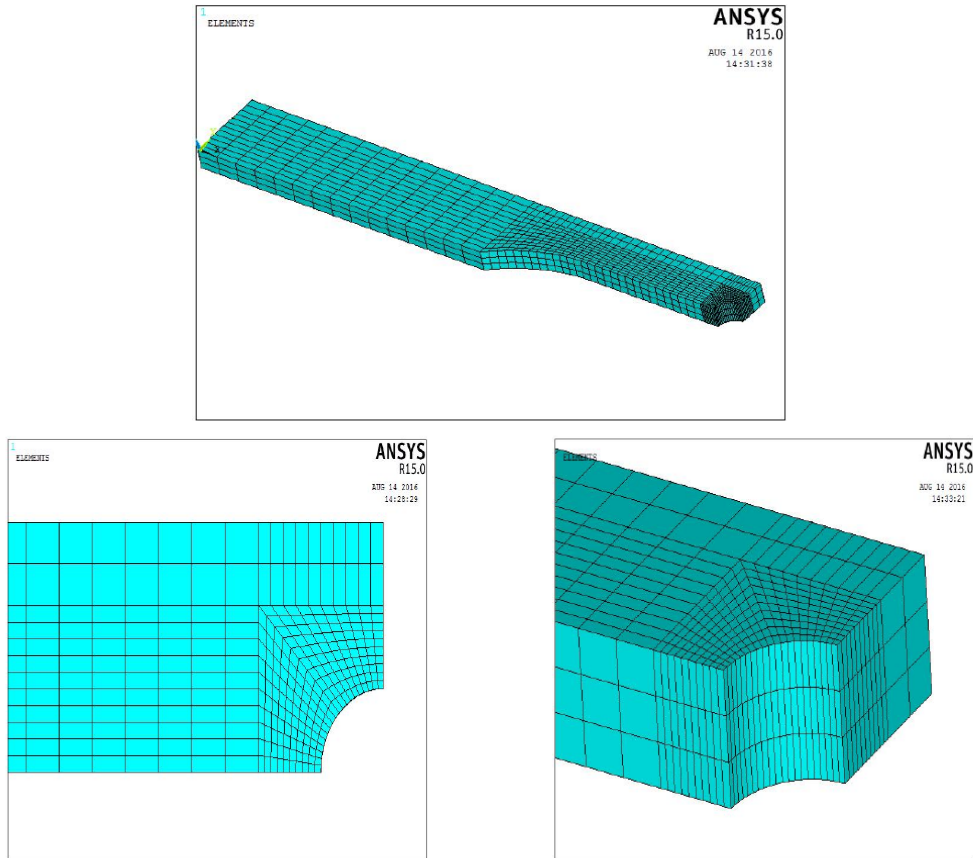 1
ELEMENTS
ANSYS
R15.0
AUG 14 2016
14:31:38
1
ELEMENTS
ANSYS
R15.0
AUG 14 2016
14:28:29
ELEMENTS
ANSYS
R15.0
AUG 14 2016
14:33:21